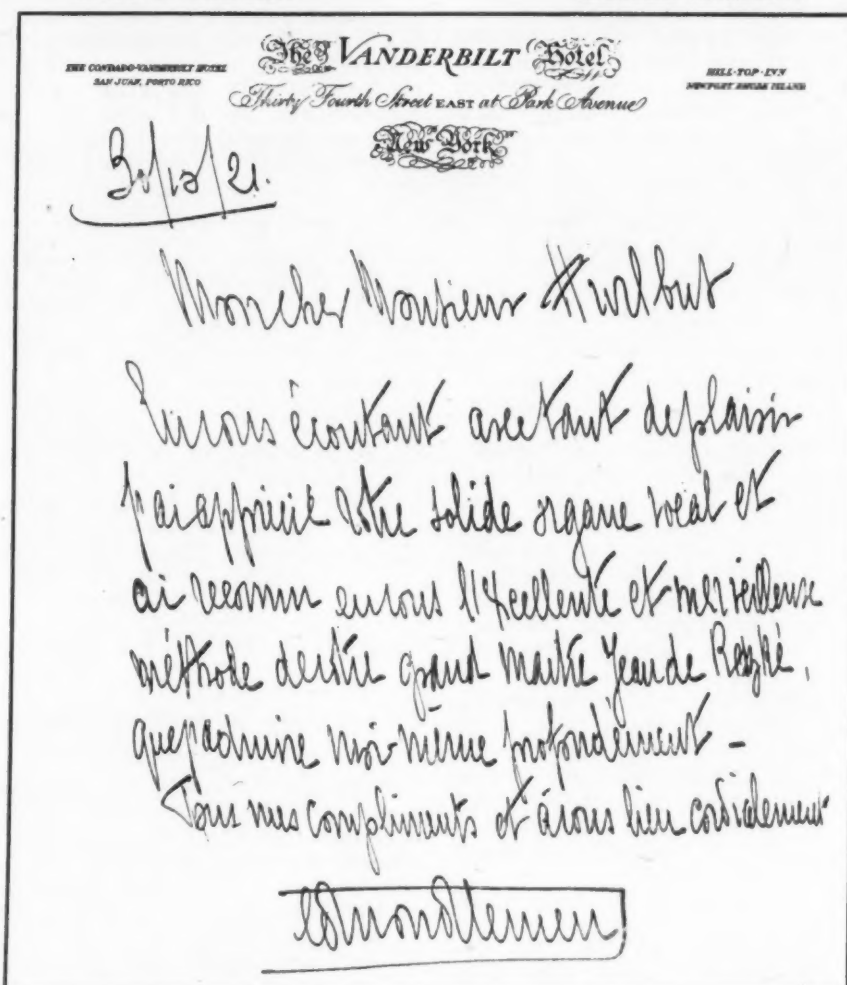 THE CONDADO-VANDERBILT HOTEL
SAN JUAN, PORTO RICO
The VANDERBILT Hotel
Thirty Fourth Street EAST at Park Avenue
New York
HILL-TOP-INN
NEWPORT RHODE ISLAND
30/12/21.
Mon cher Monsieur Hurlbut
En vous écoutant avec tant de plaisir
j'ai apprécié votre solide organe vocal et
ai reconnu en vous l'excellente et merveilleuse
méthode de votre grand maître Jean de Reszké,
que j'admire moi-même profondément -
Tous mes compliments et à vous bien cordialement